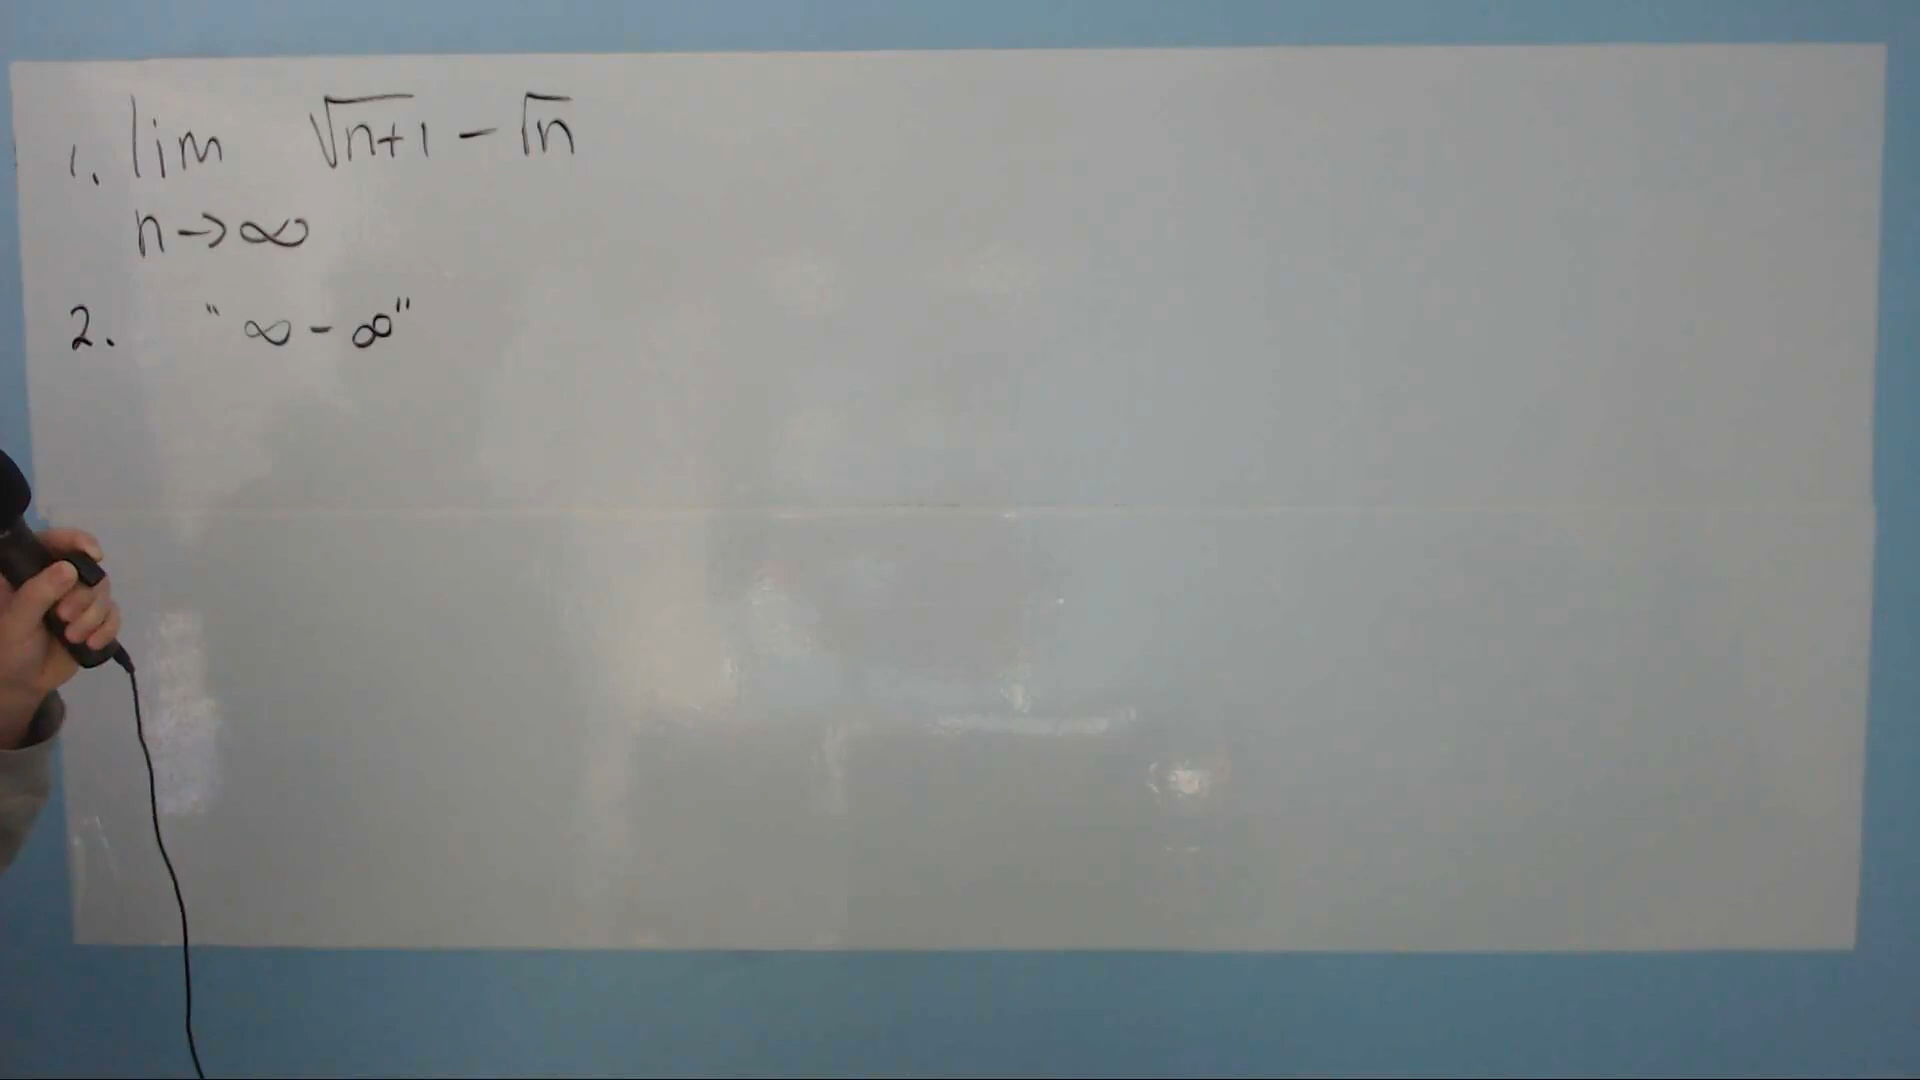 1. lim √n+1 − √n
n→∞
2. " ∞ − ∞"